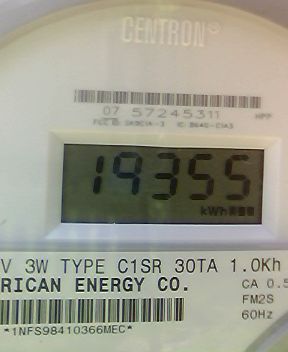 CENTRON®
07 57245311
19355
kWh
V 3W TYPE C1SR 30TA 1.0Kh
RICAN ENERGY CO.
CA 0.5
FM2S
60Hz
*1NFS98410366MEC*